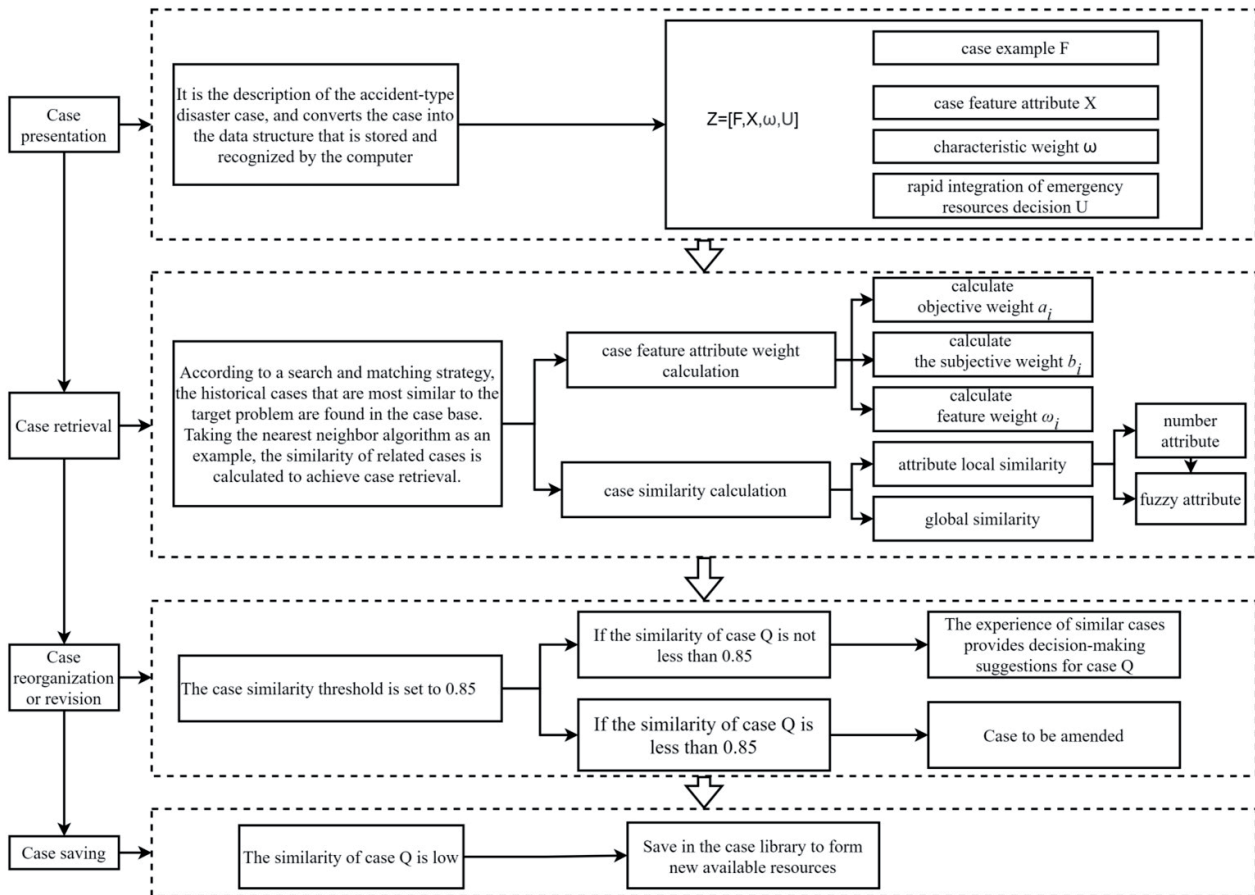 Case
presentation
It is the description of the accident-type
disaster case, and converts the case into
the data structure that is stored and
recognized by the computer
Z=[F,X,ω,U]
case example F
case feature attribute X
characteristic weight ω
rapid integration of emergency
resources decision U
Case retrieval
According to a search and matching strategy,
the historical cases that are most similar to the
target problem are found in the case base.
Taking the nearest neighbor algorithm as an
example, the similarity of related cases is
calculated to achieve case retrieval.
case feature attribute weight
calculation
calculate
objective weight a_i
calculate
the subjective weight b_i
calculate
feature weight ω_i
case similarity calculation
attribute local similarity
global similarity
number
attribute
fuzzy attribute
Case
reorganization
or revision
The case similarity threshold is set to 0.85
If the similarity of case Q is not
less than 0.85
The experience of similar cases
provides decision-making
suggestions for case Q
If the similarity of case Q is
less than 0.85
Case to be amended
Case saving
The similarity of case Q is low
Save in the case library to form
new available resources